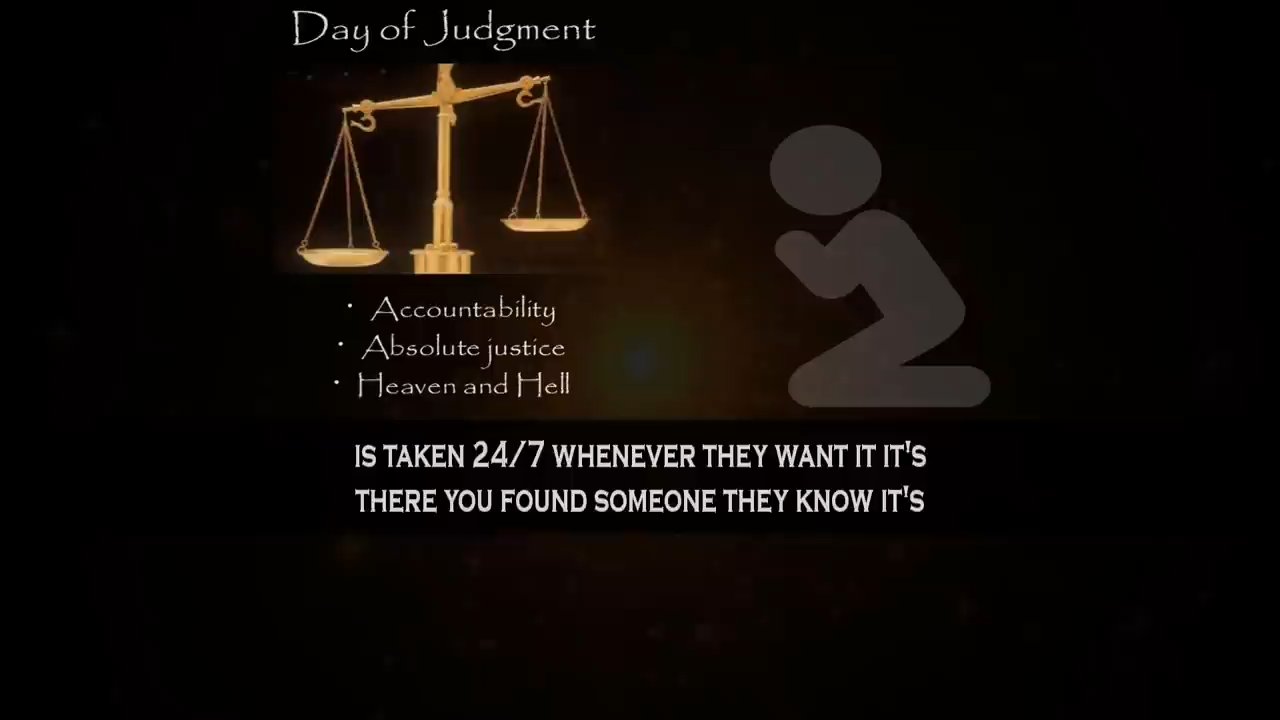 Day of Judgment
• Accountability
• Absolute justice
• Heaven and Hell
IS TAKEN 24/7 WHENEVER THEY WANT IT IT'S
THERE YOU FOUND SOMEONE THEY KNOW IT'S